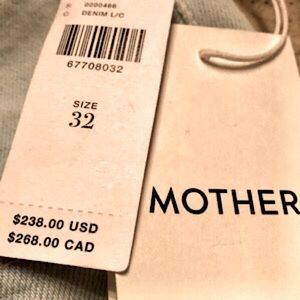 0000466
C DENIM L/C
67708032
SIZE
32
$238.00 USD
$268.00 CAD
MOTHER